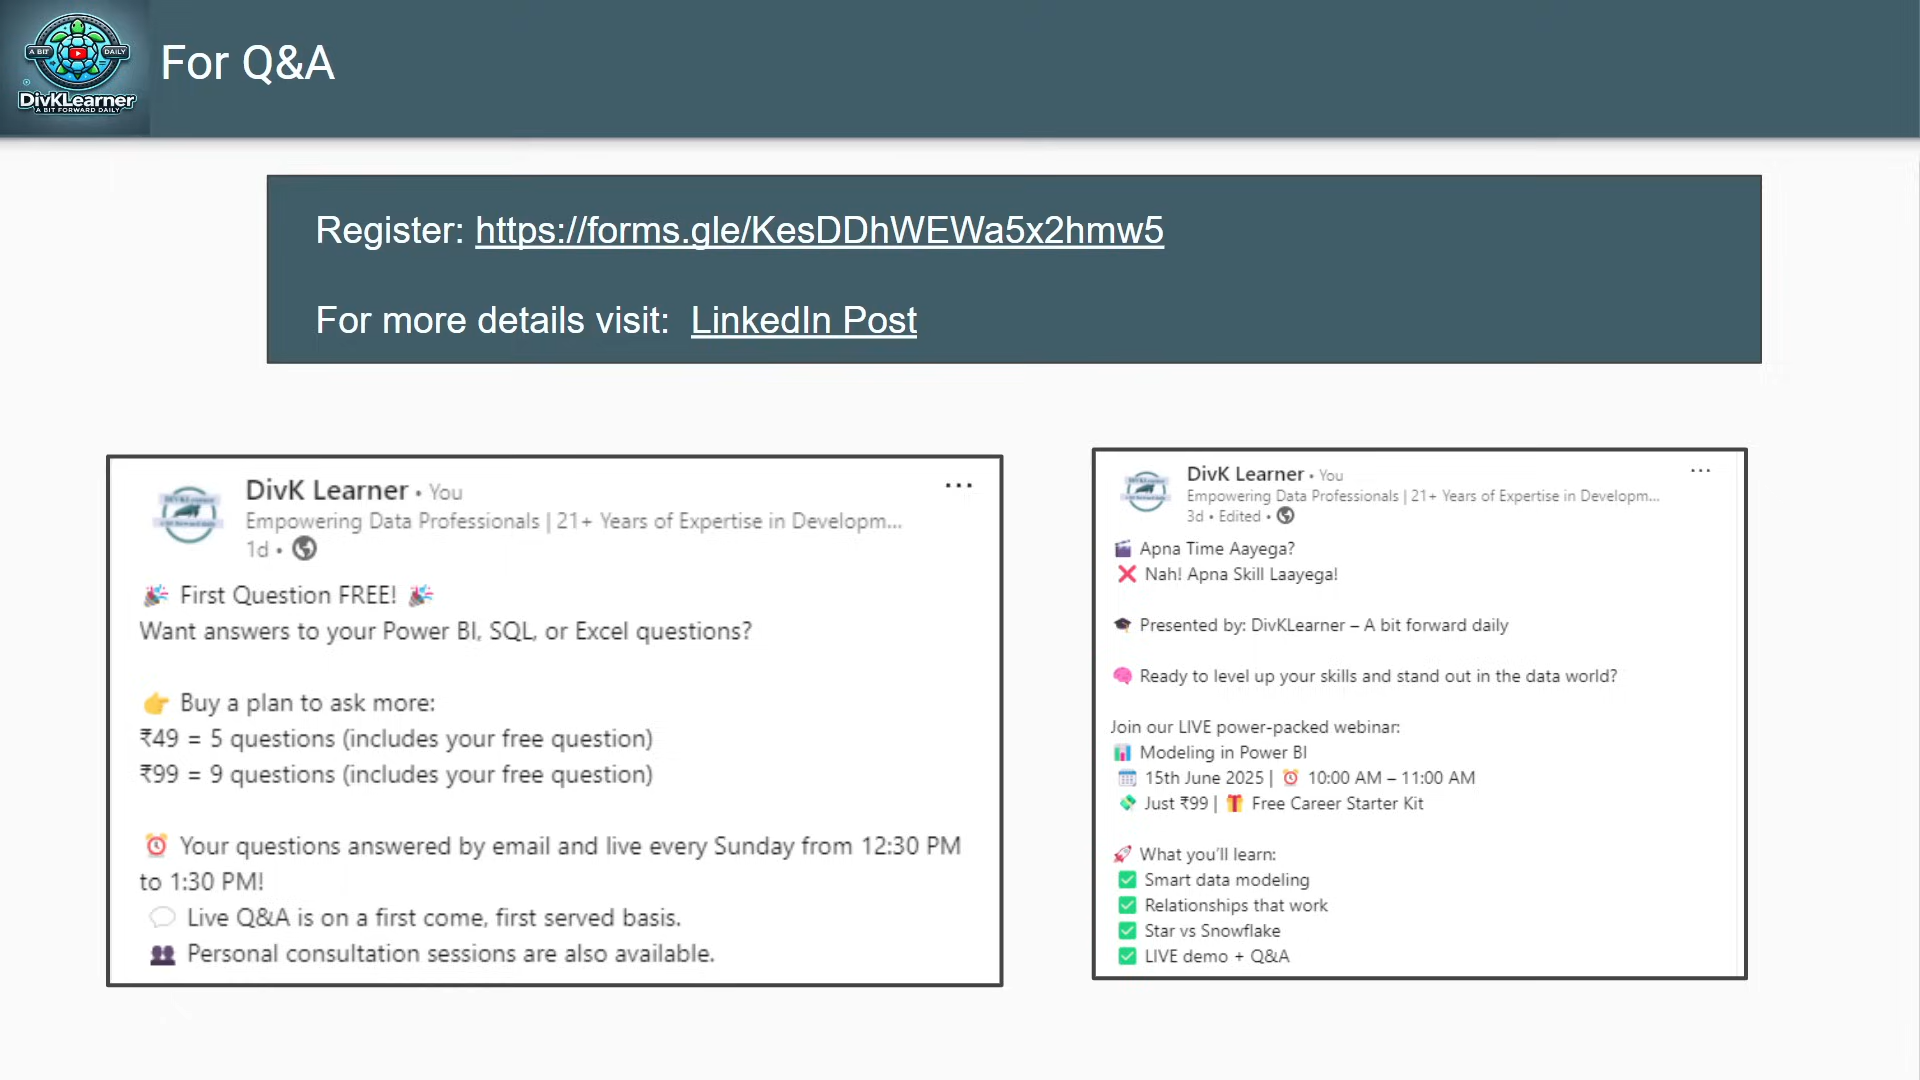 A BIT DAILY
DivKLearner
A BIT FORWARD DAILY
For Q&A
Register: https://forms.gle/KesDDhWEWa5x2hmw5
For more details visit: LinkedIn Post
DivK Learner • You
Empowering Data Professionals | 21+ Years of Expertise in Developm...
1d •
🎉 First Question FREE! 🎉
Want answers to your Power BI, SQL, or Excel questions?
👉 Buy a plan to ask more:
₹49 = 5 questions (includes your free question)
₹99 = 9 questions (includes your free question)
⏰ Your questions answered by email and live every Sunday from 12:30 PM
to 1:30 PM!
💬 Live Q&A is on a first come, first served basis.
👥 Personal consultation sessions are also available.
DivK Learner • You
Empowering Data Professionals | 21+ Years of Expertise in Developm...
3d • Edited •
🎬 Apna Time Aayega?
❌ Nah! Apna Skill Laayega!
🎓 Presented by: DivKLearner – A bit forward daily
🧠 Ready to level up your skills and stand out in the data world?
Join our LIVE power-packed webinar:
📊 Modeling in Power BI
📅 15th June 2025 | ⏰ 10:00 AM – 11:00 AM
💸 Just ₹99 | 🎁 Free Career Starter Kit
🚀 What you'll learn:
✅ Smart data modeling
✅ Relationships that work
✅ Star vs Snowflake
✅ LIVE demo + Q&A